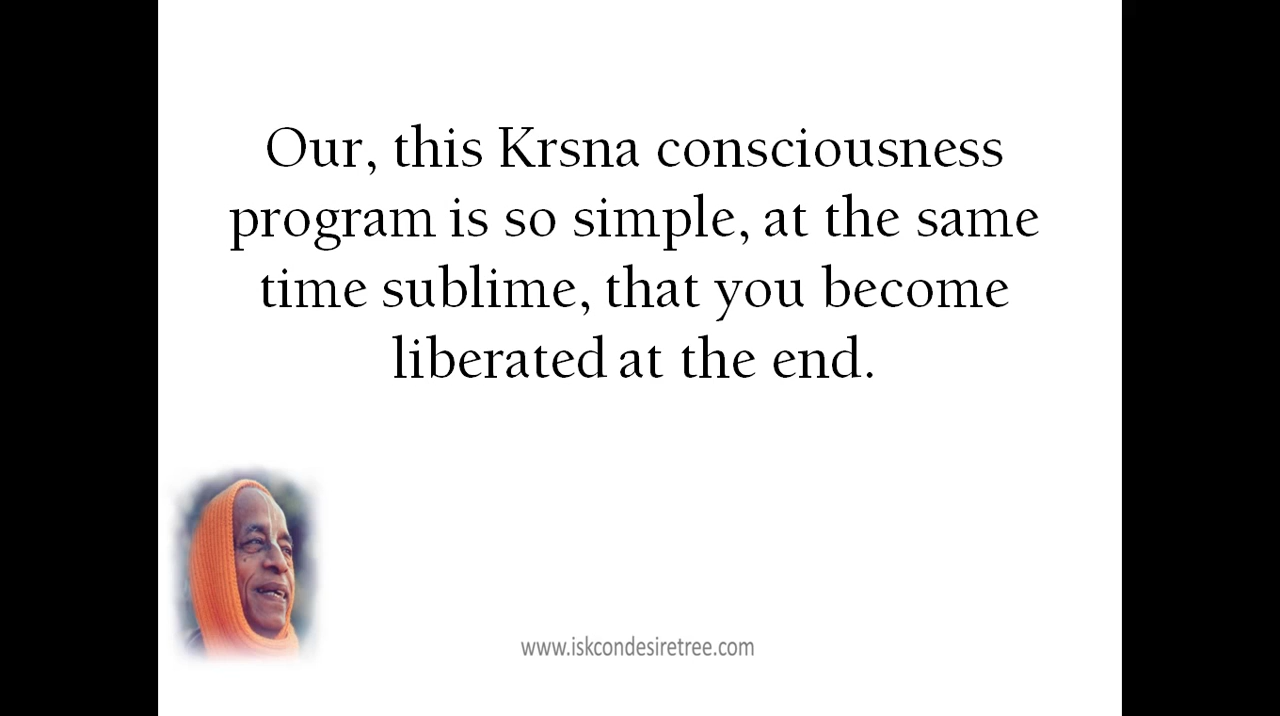 Our, this Krsna consciousness
program is so simple, at the same
time sublime, that you become
liberated at the end.
www.iskcondesiretree.com